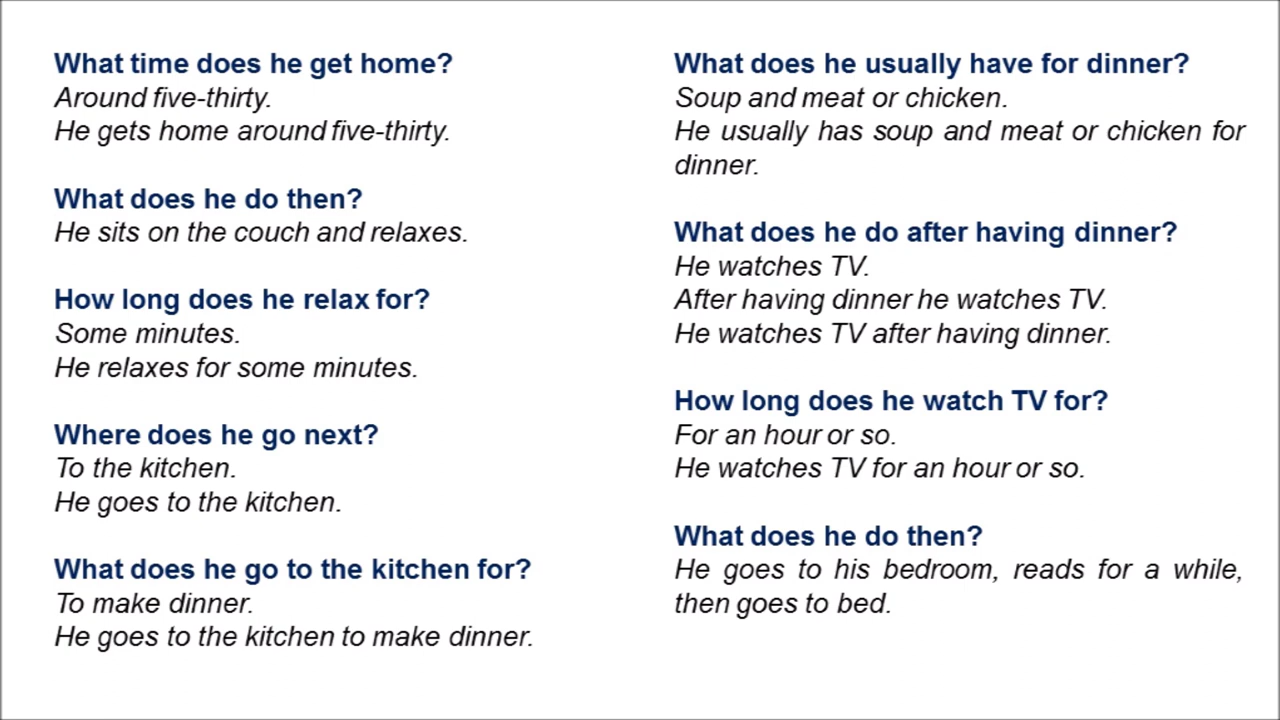 What time does he get home?
Around five-thirty.
He gets home around five-thirty.
What does he do then?
He sits on the couch and relaxes.
How long does he relax for?
Some minutes.
He relaxes for some minutes.
Where does he go next?
To the kitchen.
He goes to the kitchen.
What does he go to the kitchen for?
To make dinner.
He goes to the kitchen to make dinner.
What does he usually have for dinner?
Soup and meat or chicken.
He usually has soup and meat or chicken for
dinner.
What does he do after having dinner?
He watches TV.
After having dinner he watches TV.
He watches TV after having dinner.
How long does he watch TV for?
For an hour or so.
He watches TV for an hour or so.
What does he do then?
He goes to his bedroom, reads for a while,
then goes to bed.